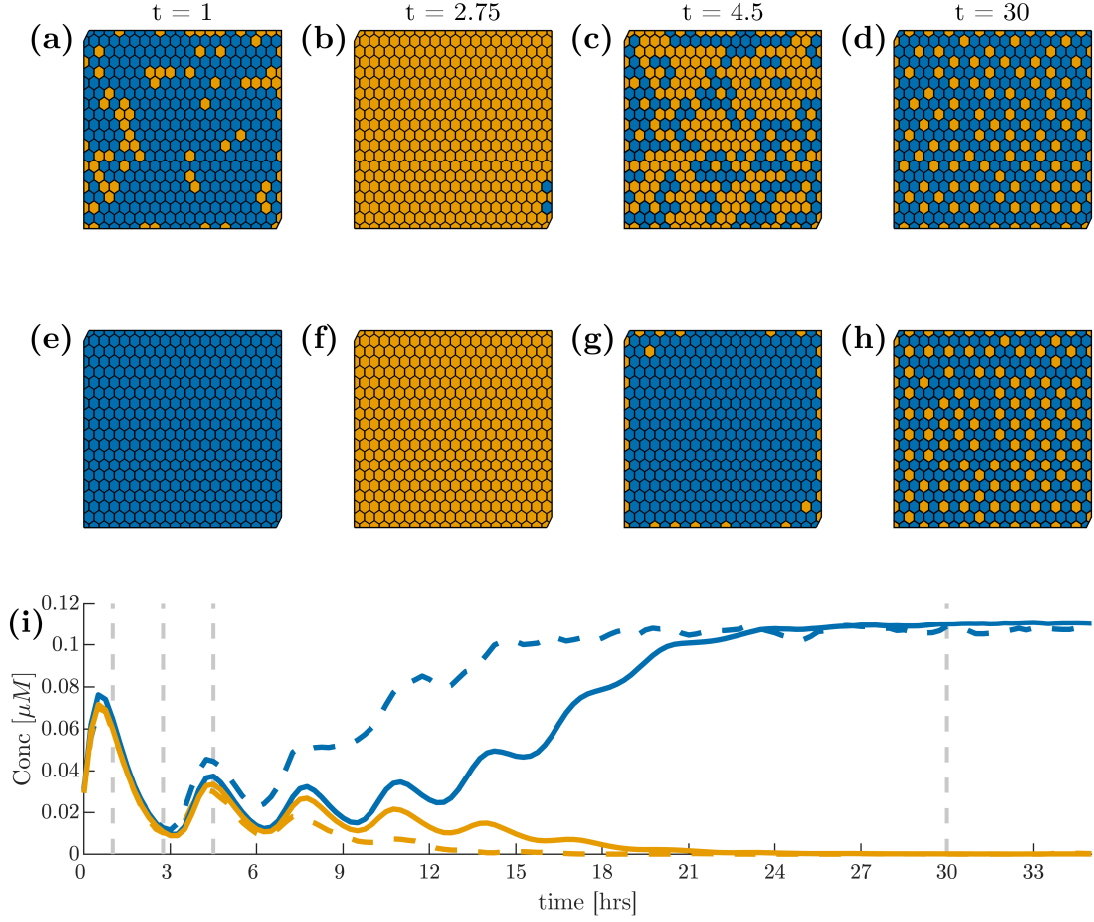 t = 1 t = 2.75 t = 4.5 t = 30
(a) (b) (c) (d)
(e) (f) (g) (h)
(i)
0.12
0.1
0.08
0.06
0.04
0.02
0
Conc [μM]
0 3 6 9 12 15 18 21 24 27 30 33
time [hrs]